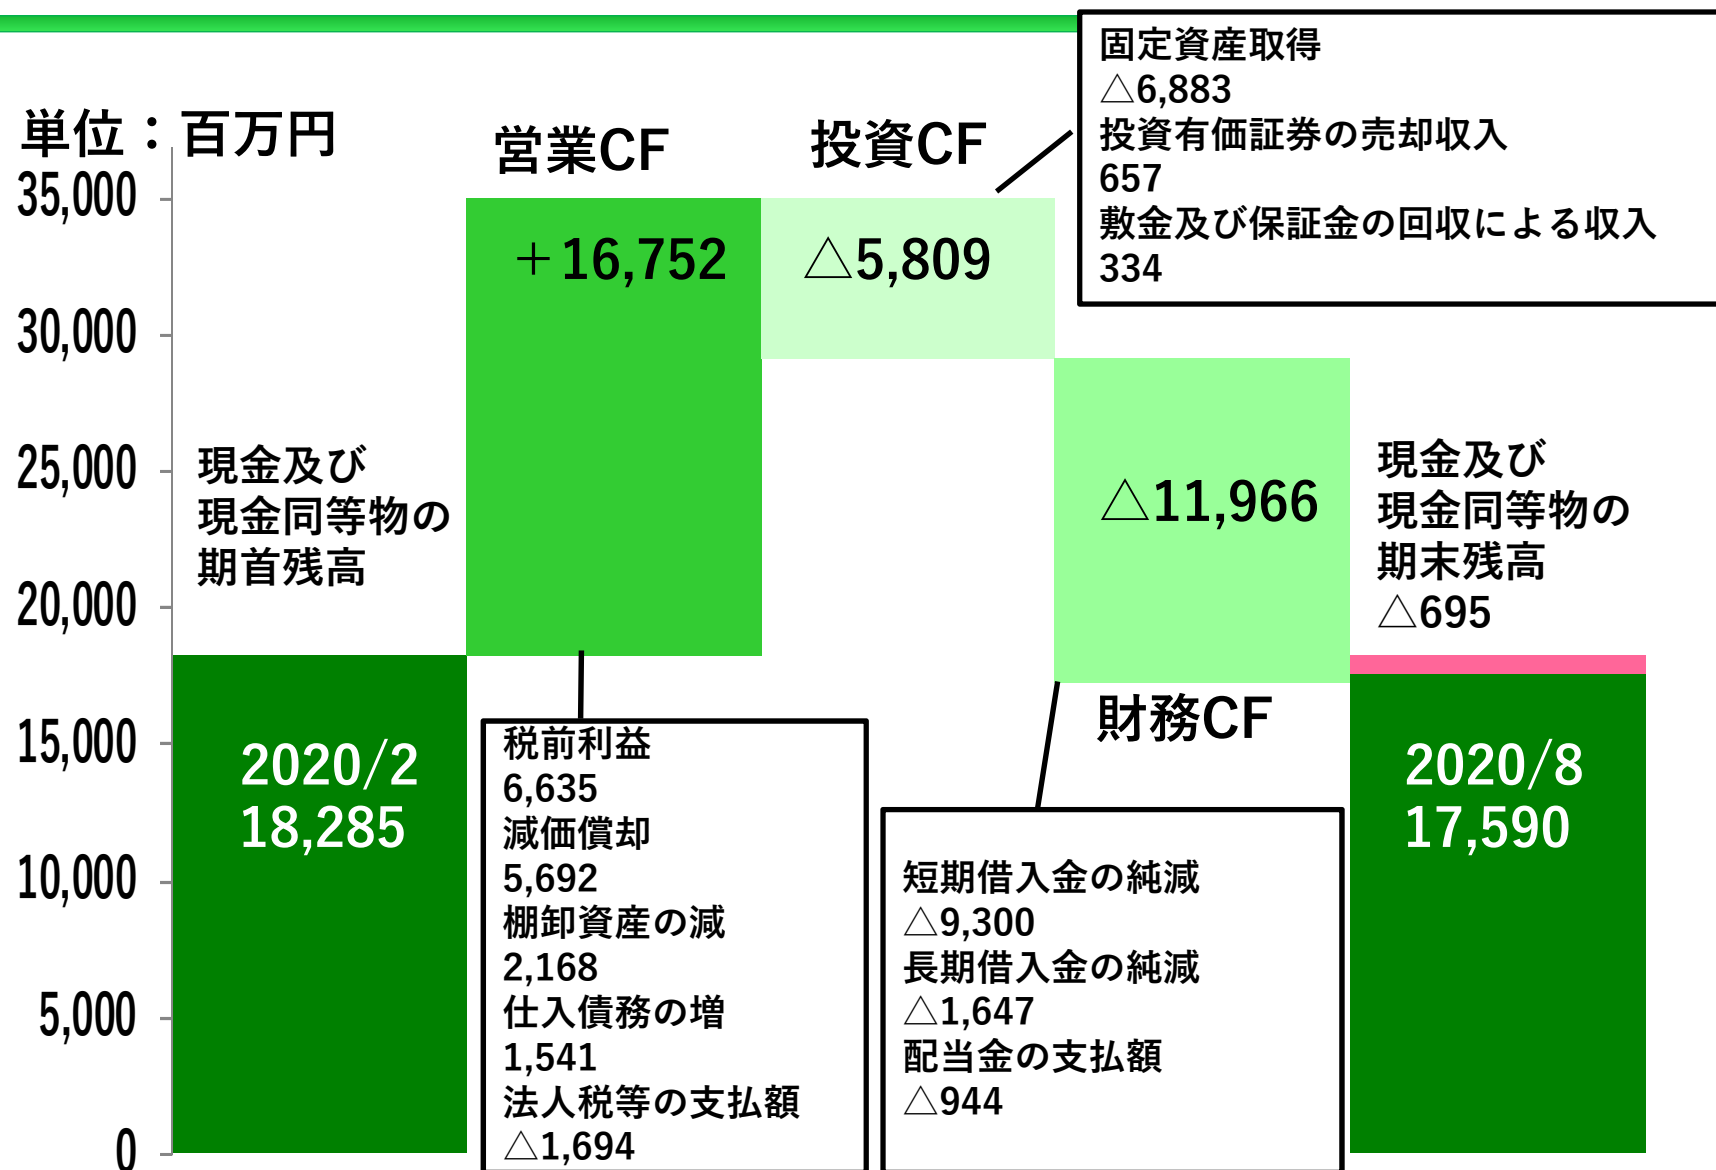 単位：百万円
35,000
30,000
25,000
20,000
15,000
10,000
5,000
0
現金及び
現金同等物の
期首残高
2020/2
18,285
営業CF
＋16,752
税前利益
6,635
減価償却
5,692
棚卸資産の減
2,168
仕入債務の増
1,541
法人税等の支払額
△1,694
投資CF
△5,809
固定資産取得
△6,883
投資有価証券の売却収入
657
敷金及び保証金の回収による収入
334
△11,966
財務CF
短期借入金の純減
△9,300
長期借入金の純減
△1,647
配当金の支払額
△944
現金及び
現金同等物の
期末残高
△695
2020/8
17,590